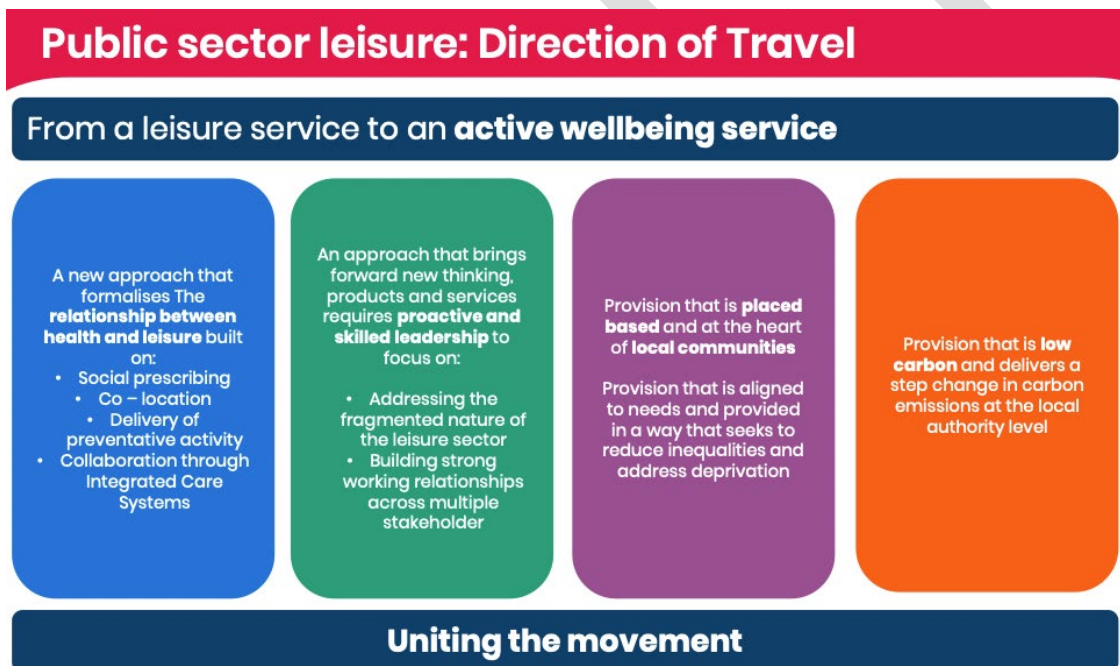 Public sector leisure: Direction of Travel
From a leisure service to an active wellbeing service
A new approach that
formalises The
relationship between
health and leisure built
on:
• Social prescribing
• Co – location
• Delivery of
preventative activity
• Collaboration through
Integrated Care
Systems
An approach that brings
forward new thinking,
products and services
requires proactive and
skilled leadership to
focus on:
• Addressing the
fragmented nature of
the leisure sector
• Building strong
working relationships
across multiple
stakeholder
Provision that is placed
based and at the heart
of local communities
Provision that is aligned
to needs and provided
in a way that seeks to
reduce inequalities and
address deprivation
Provision that is low
carbon and delivers a
step change in carbon
emissions at the local
authority level
Uniting the movement